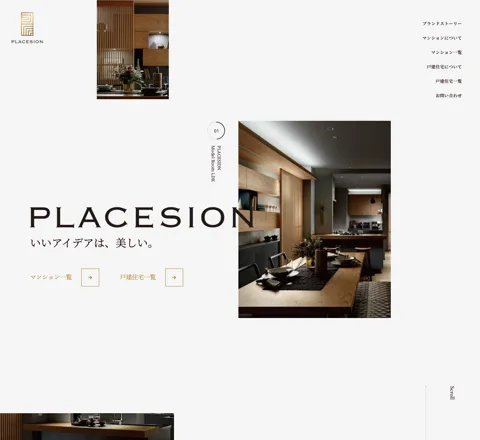 PLACESION
ブランドストーリー
マンションについて
マンション一覧
戸建住宅について
戸建住宅一覧
お問い合わせ
01
PLACESION
Model Room LDK
PLACESION
いいアイデアは、美しい。
マンション一覧
戸建住宅一覧
Scroll